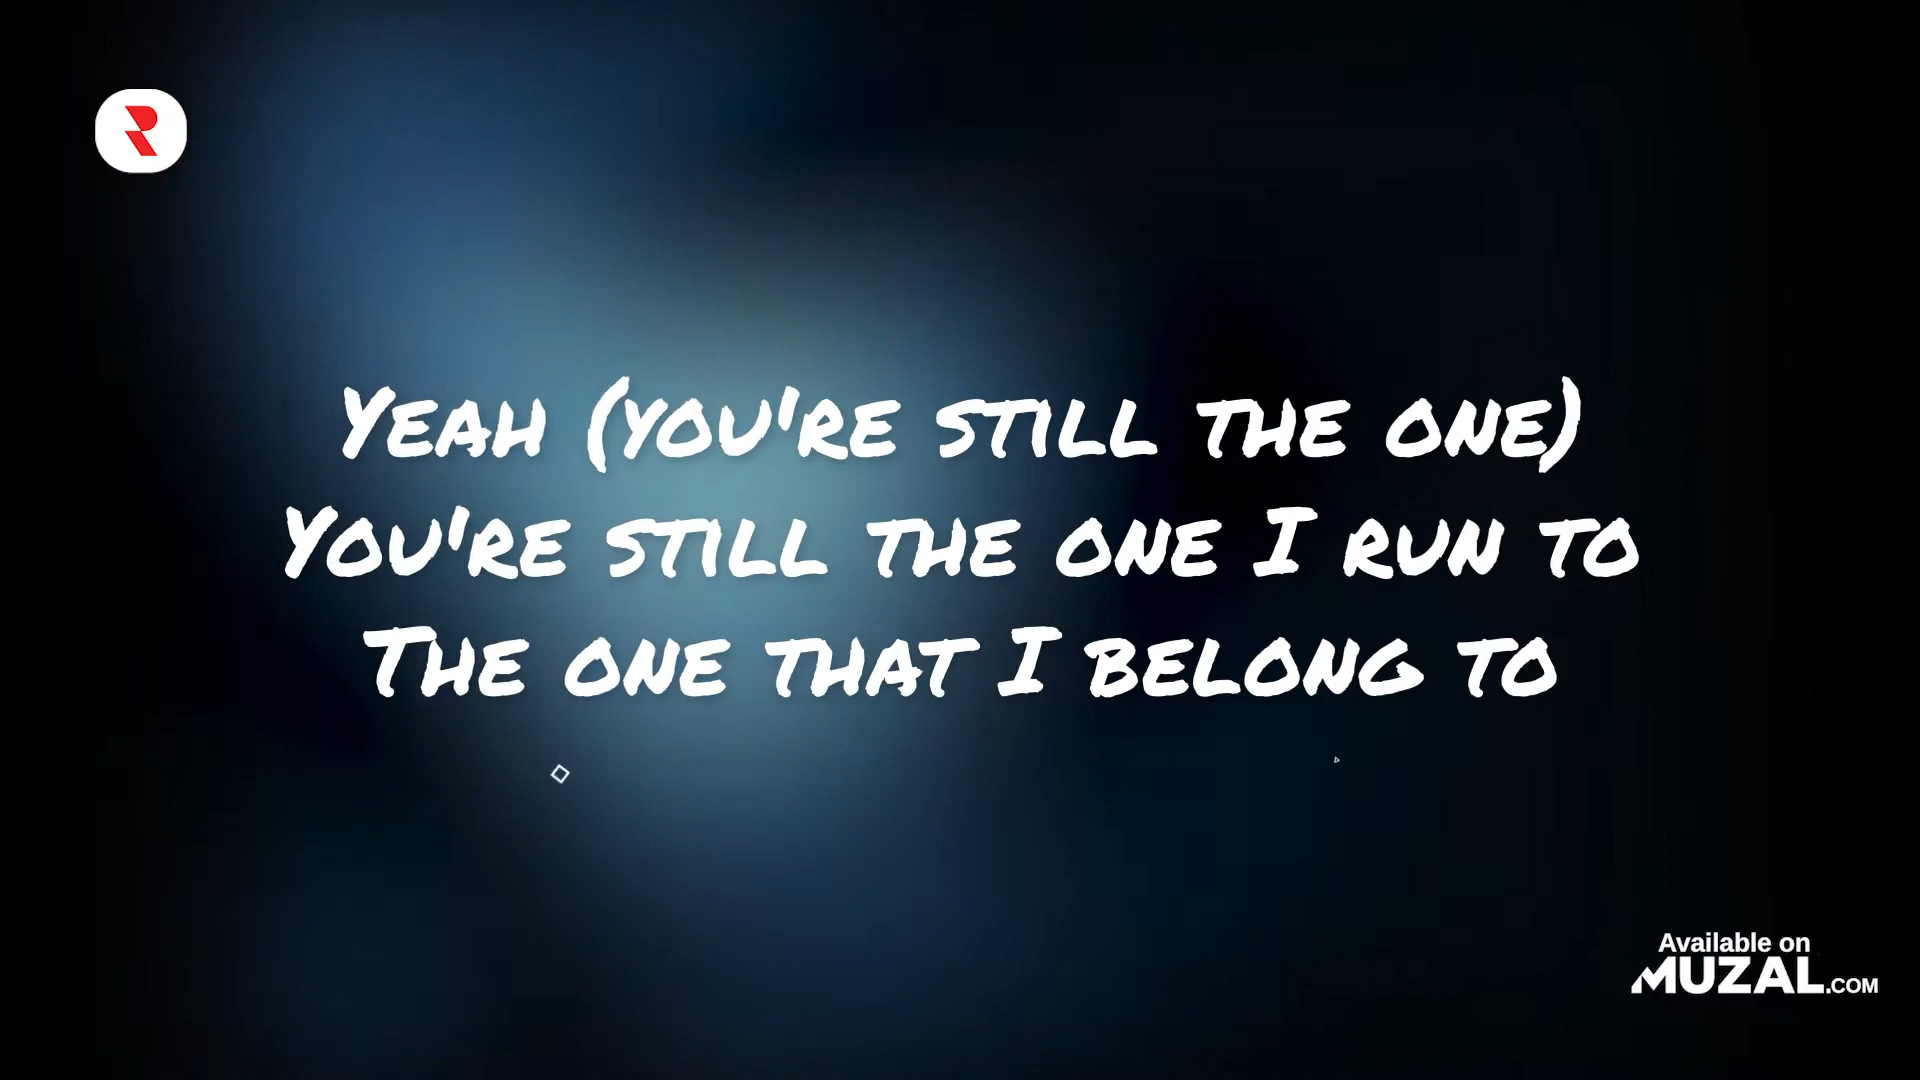 Yeah (you're still the one)
You're still the one I run to
The one that I belong to
Available on
MUZAL.COM